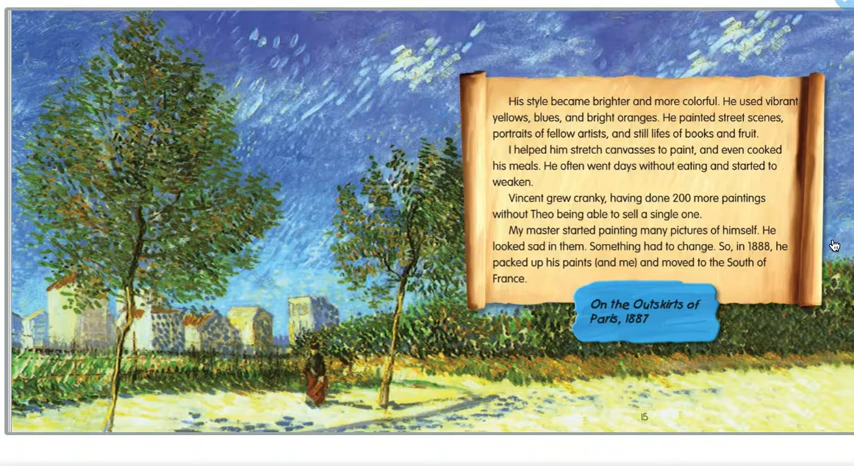 His style became brighter and more colorful. He used vibrant
yellows, blues, and bright oranges. He painted street scenes,
portraits of fellow artists, and still lifes of books and fruit.
I helped him stretch canvasses to paint, and even cooked
his meals. He often went days without eating and started to
weaken.
Vincent grew cranky, having done 200 more paintings
without Theo being able to sell a single one.
My master started painting many pictures of himself. He
looked sad in them. Something had to change. So, in 1888, he
packed up his paints (and me) and moved to the South of
France.
On the Outskirts of
Paris, 1887
15